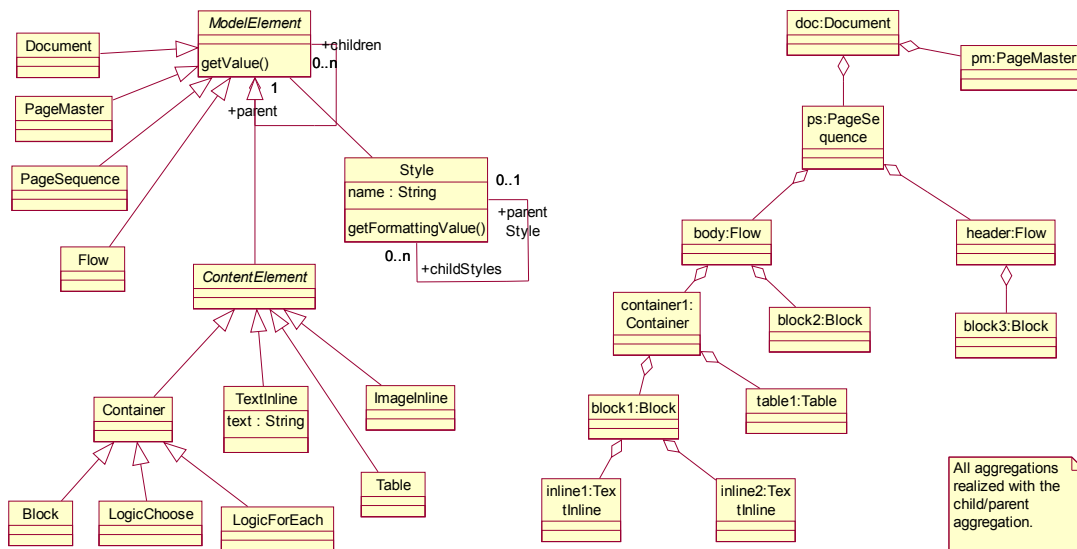 ModelElement
getValue()
+children
0..n
1
+parent
Document
PageMaster
PageSequence
Flow
Style
name : String
getFormattingValue()
0..1
+parent
Style
0..n
+childStyles
ContentElement
Container
TextInline
text : String
ImageInline
Table
Block
LogicChoose
LogicForEach
doc:Document
pm:PageMaster
ps:PageSe
quence
body:Flow
header:Flow
container1:
Container
block2:Block
block3:Block
block1:Block
table1:Table
inline1:Tex
tInline
inline2:Tex
tInline
All aggregations
realized with the
child/parent
aggregation.